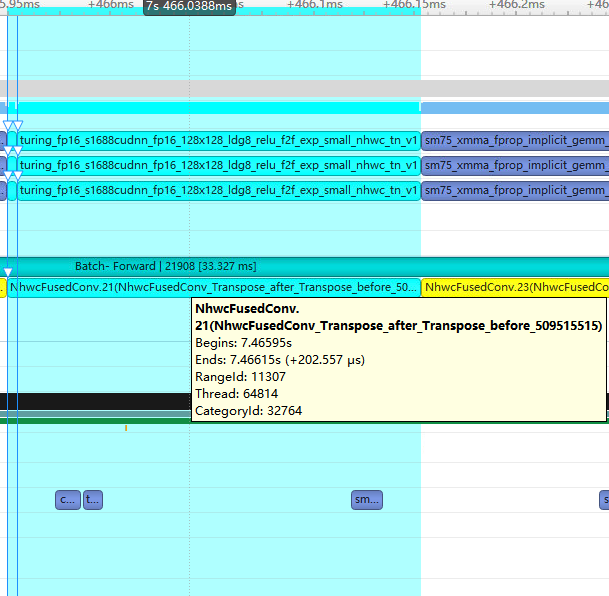 5.95ms
+466ms
7s 466.0388ms
+466.1ms
+466.15ms
+466.2ms
+46
turing_fp16_s1688cudnn_fp16_128x128_ldg8_relu_f2f_exp_small_nhwc_tn_v1
sm75_xmma_fprop_implicit_gemm_
turing_fp16_s1688cudnn_fp16_128x128_ldg8_relu_f2f_exp_small_nhwc_tn_v1
sm75_xmma_fprop_implicit_gemm_
turing_fp16_s1688cudnn_fp16_128x128_ldg8_relu_f2f_exp_small_nhwc_tn_v1
sm75_xmma_fprop_implicit_gemm_
Batch- Forward | 21908 [33.327 ms]
NhwcFusedConv.21(NhwcFusedConv_Transpose_after_Transpose_before_50...
NhwcFusedConv.23(NhwcFusedCo
NhwcFusedConv.
21(NhwcFusedConv_Transpose_after_Transpose_before_509515515)
Begins: 7.46595s
Ends: 7.46615s (+202.557 μs)
RangeId: 11307
Thread: 64814
CategoryId: 32764
c...
t...
sm...
s